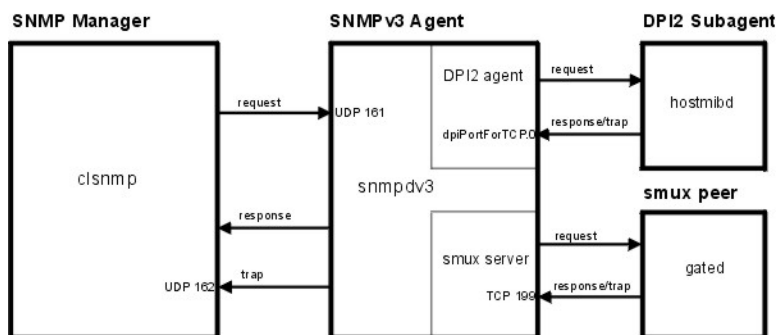 SNMP Manager
SNMPv3 Agent
DPI2 Subagent
DPI2 agent
request
hostmibd
request
UDP 161
dpiPortForTCP.0
response/trap
clsnmp
snmpdv3
smux peer
response
request
smux server
gated
trap
UDP 162
TCP 199
response/trap